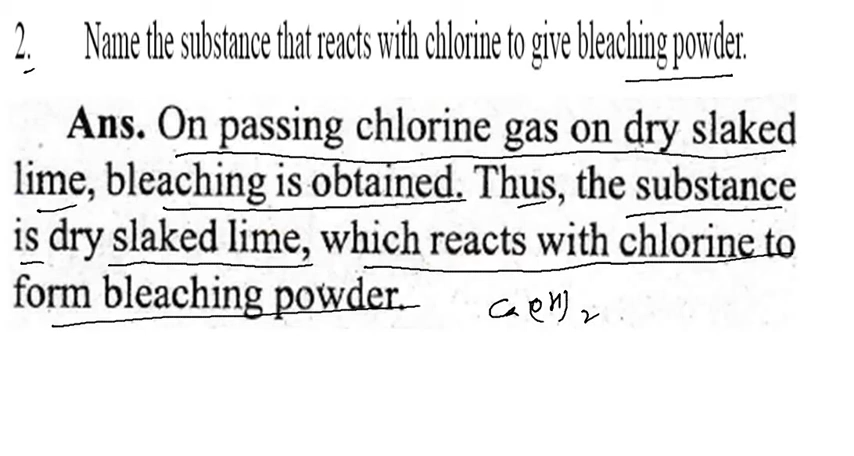 2. Name the substance that reacts with chlorine to give bleaching powder.
Ans. On passing chlorine gas on dry slaked
lime, bleaching is obtained. Thus, the substance
is dry slaked lime, which reacts with chlorine to
form bleaching powder.
Ca(OH)2